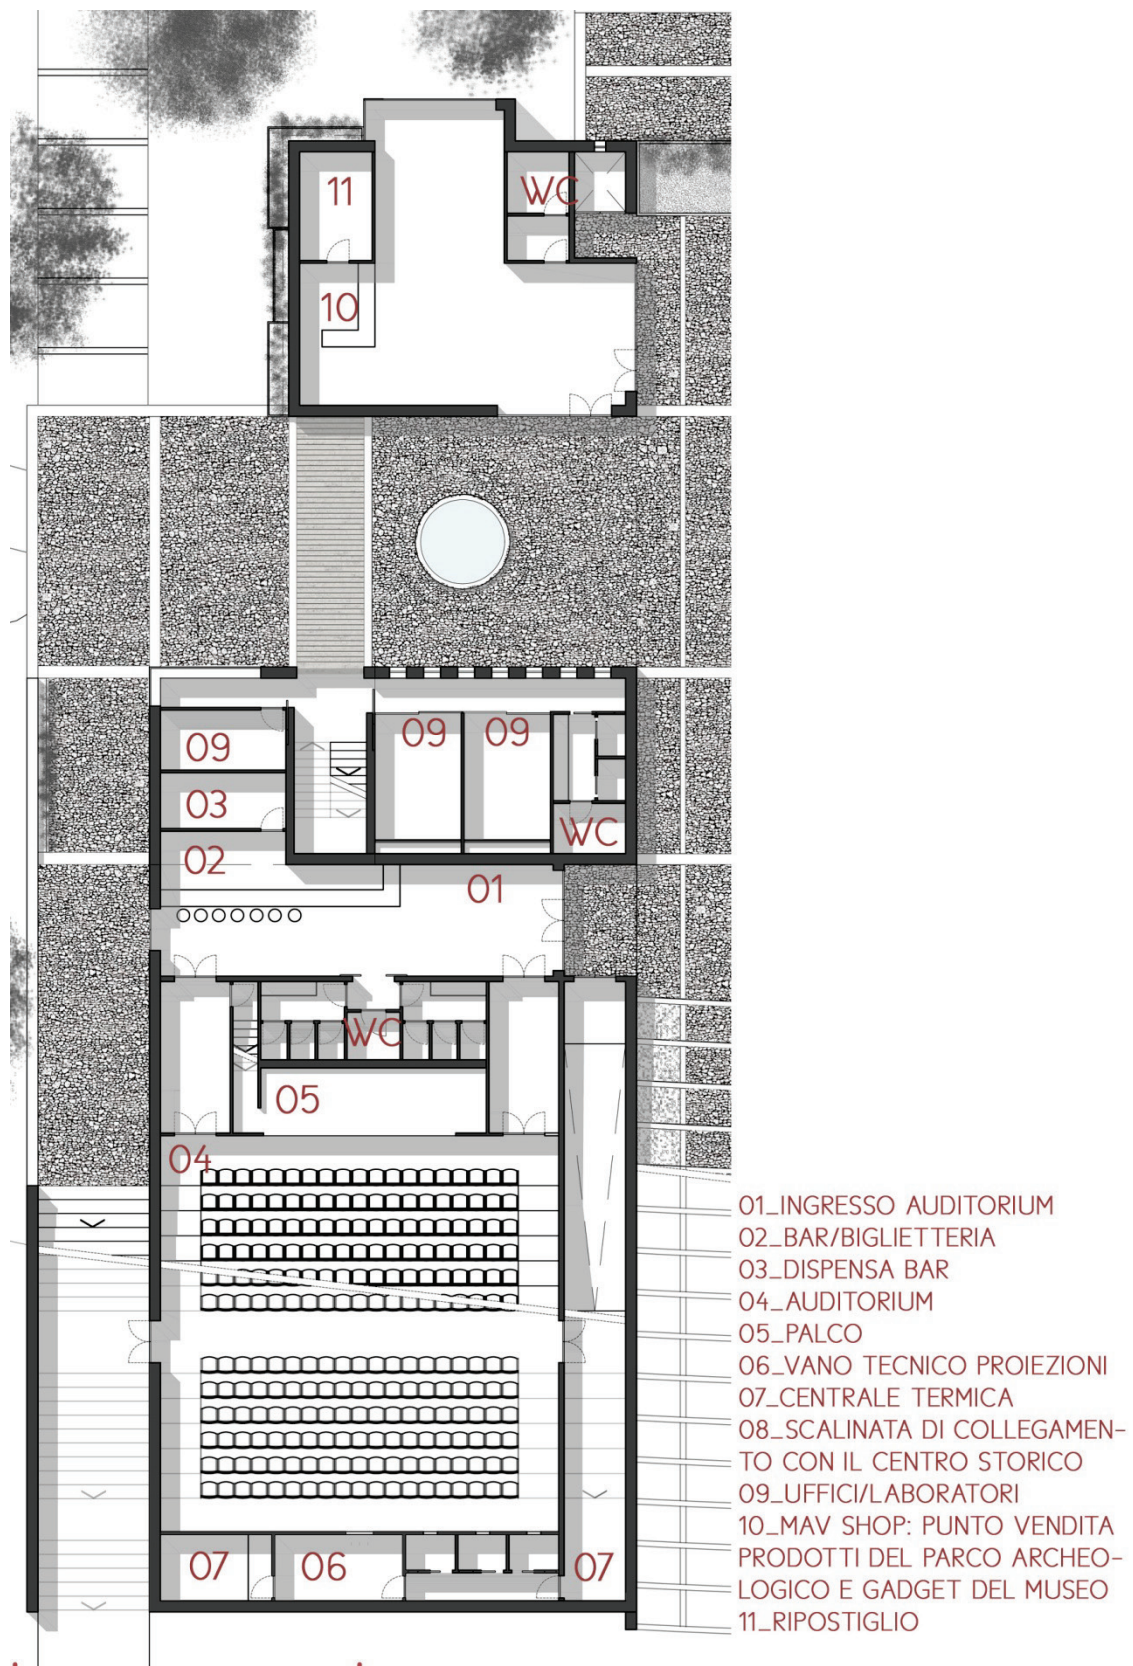 11
WC
10
09
09
09
03
WC
02
01
WC
05
04
07
06
07
01_INGRESSO AUDITORIUM
02_BAR/BIGLIETTERIA
03_DISPENSA BAR
04_AUDITORIUM
05_PALCO
06_VANO TECNICO PROIEZIONI
07_CENTRALE TERMICA
08_SCALINATA DI COLLEGAMEN-
TO CON IL CENTRO STORICO
09_UFFICI/LABORATORI
10_MAV SHOP: PUNTO VENDITA
PRODOTTI DEL PARCO ARCHEO-
LOGICO E GADGET DEL MUSEO
11_RIPOSTIGLIO